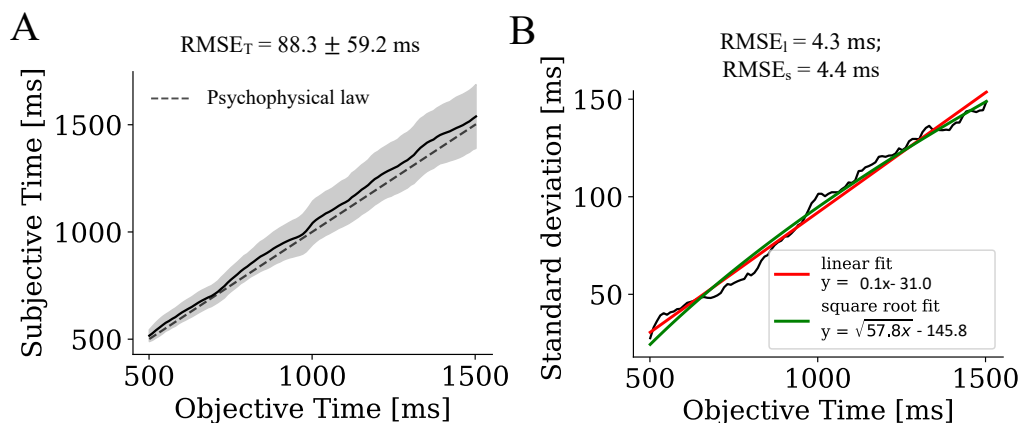 A
RMSE_T = 88.3 ± 59.2 ms
Subjective Time [ms]
1500
1000
500
Psychophysical law
500 1000 1500
Objective Time [ms]
B
RMSE_l = 4.3 ms;
RMSE_s = 4.4 ms
Standard deviation [ms]
150
100
50
linear fit
y = 0.1x- 31.0
square root fit
y = √57.8x - 145.8
500 1000 1500
Objective Time [ms]